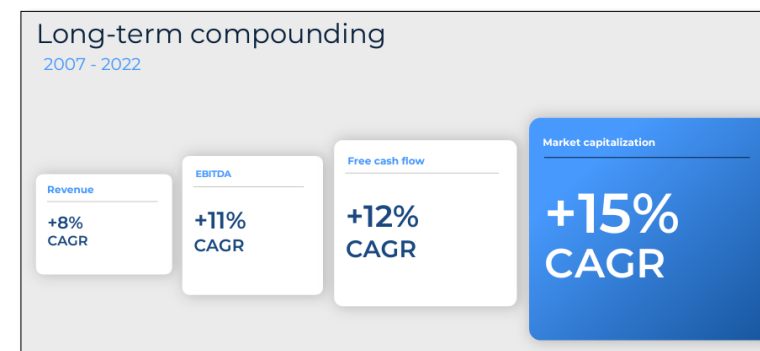 Long-term compounding
2007 - 2022
Revenue
+8%
CAGR
EBITDA
+11%
CAGR
Free cash flow
+12%
CAGR
Market capitalization
+15%
CAGR